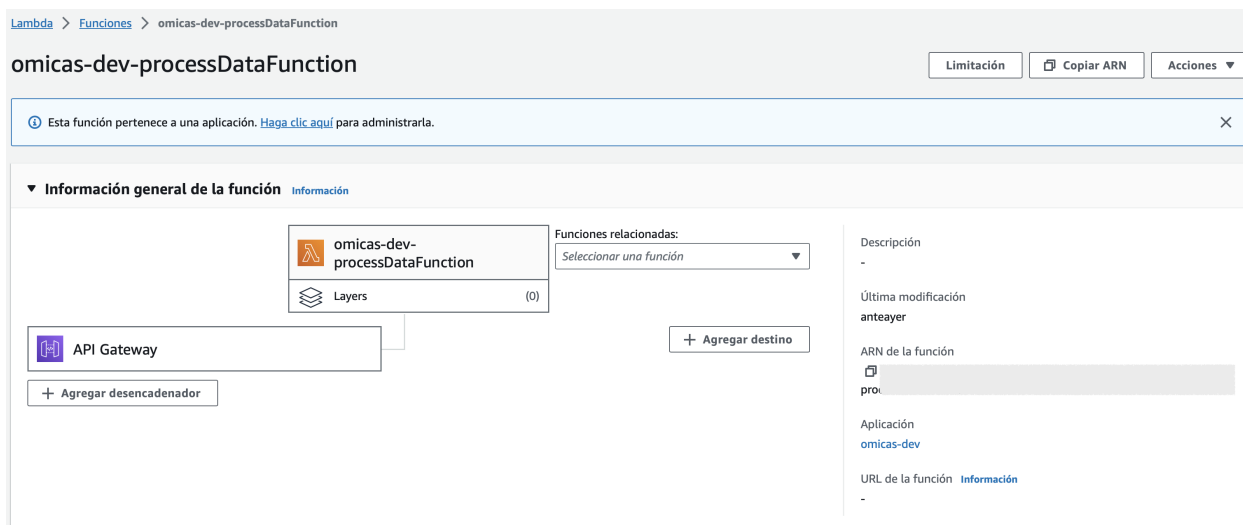 Lambda > Funciones > omicas-dev-processDataFunction
omicas-dev-processDataFunction
Limitación
Copiar ARN
Acciones
Esta función pertenece a una aplicación. Haga clic aquí para administrarla.
Información general de la función Información
omicas-dev-
processDataFunction
Layers (0)
Funciones relacionadas:
Seleccionar una función
API Gateway
+ Agregar desencadenador
+ Agregar destino
Descripción
-
Última modificación
anteayer
ARN de la función
Aplicación
omicas-dev
URL de la función Información
-